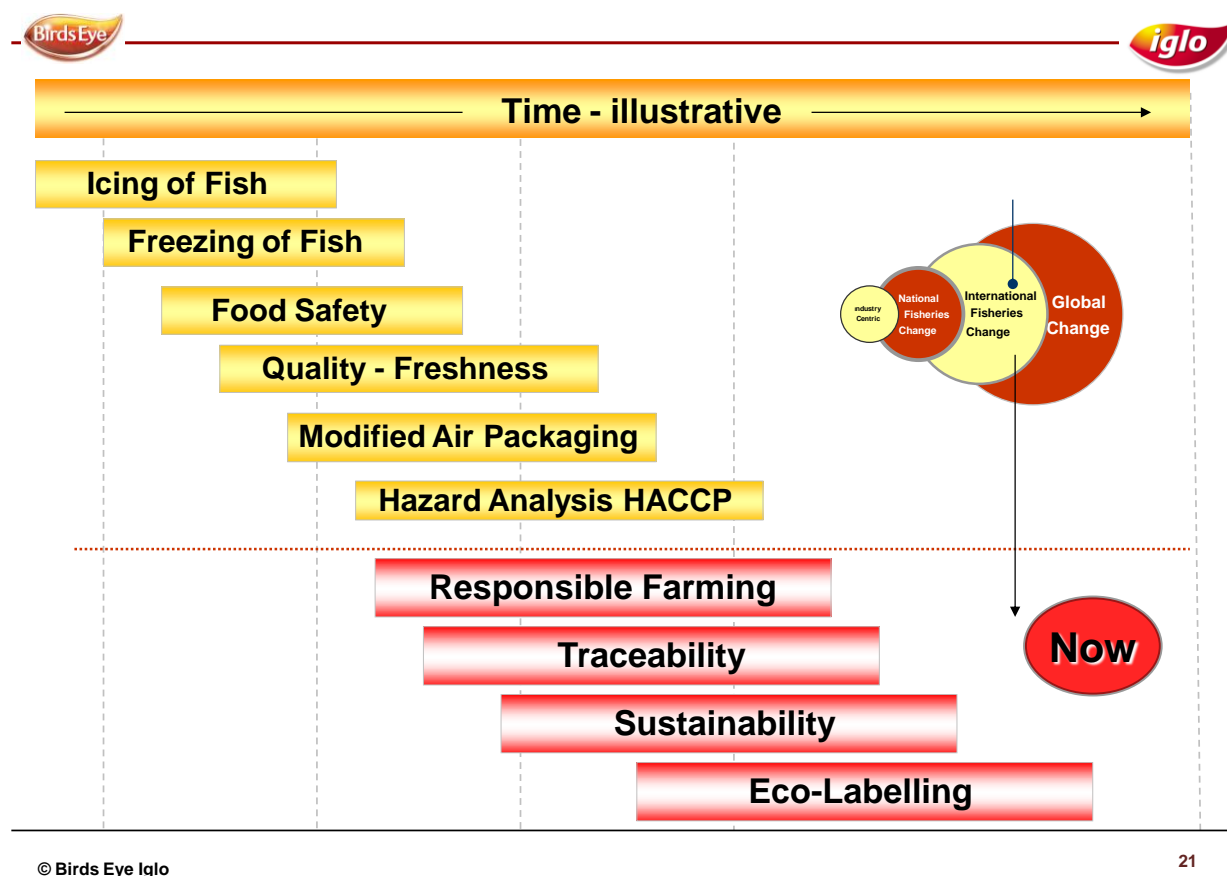 Birds Eye
iglo
Time - illustrative
Icing of Fish
Freezing of Fish
Food Safety
Quality - Freshness
Modified Air Packaging
Hazard Analysis HACCP
Industry
Centric
National
Fisheries
Change
International
Fisheries
Change
Global
Change
Responsible Farming
Traceability
Sustainability
Eco-Labelling
Now
© Birds Eye Iglo
21